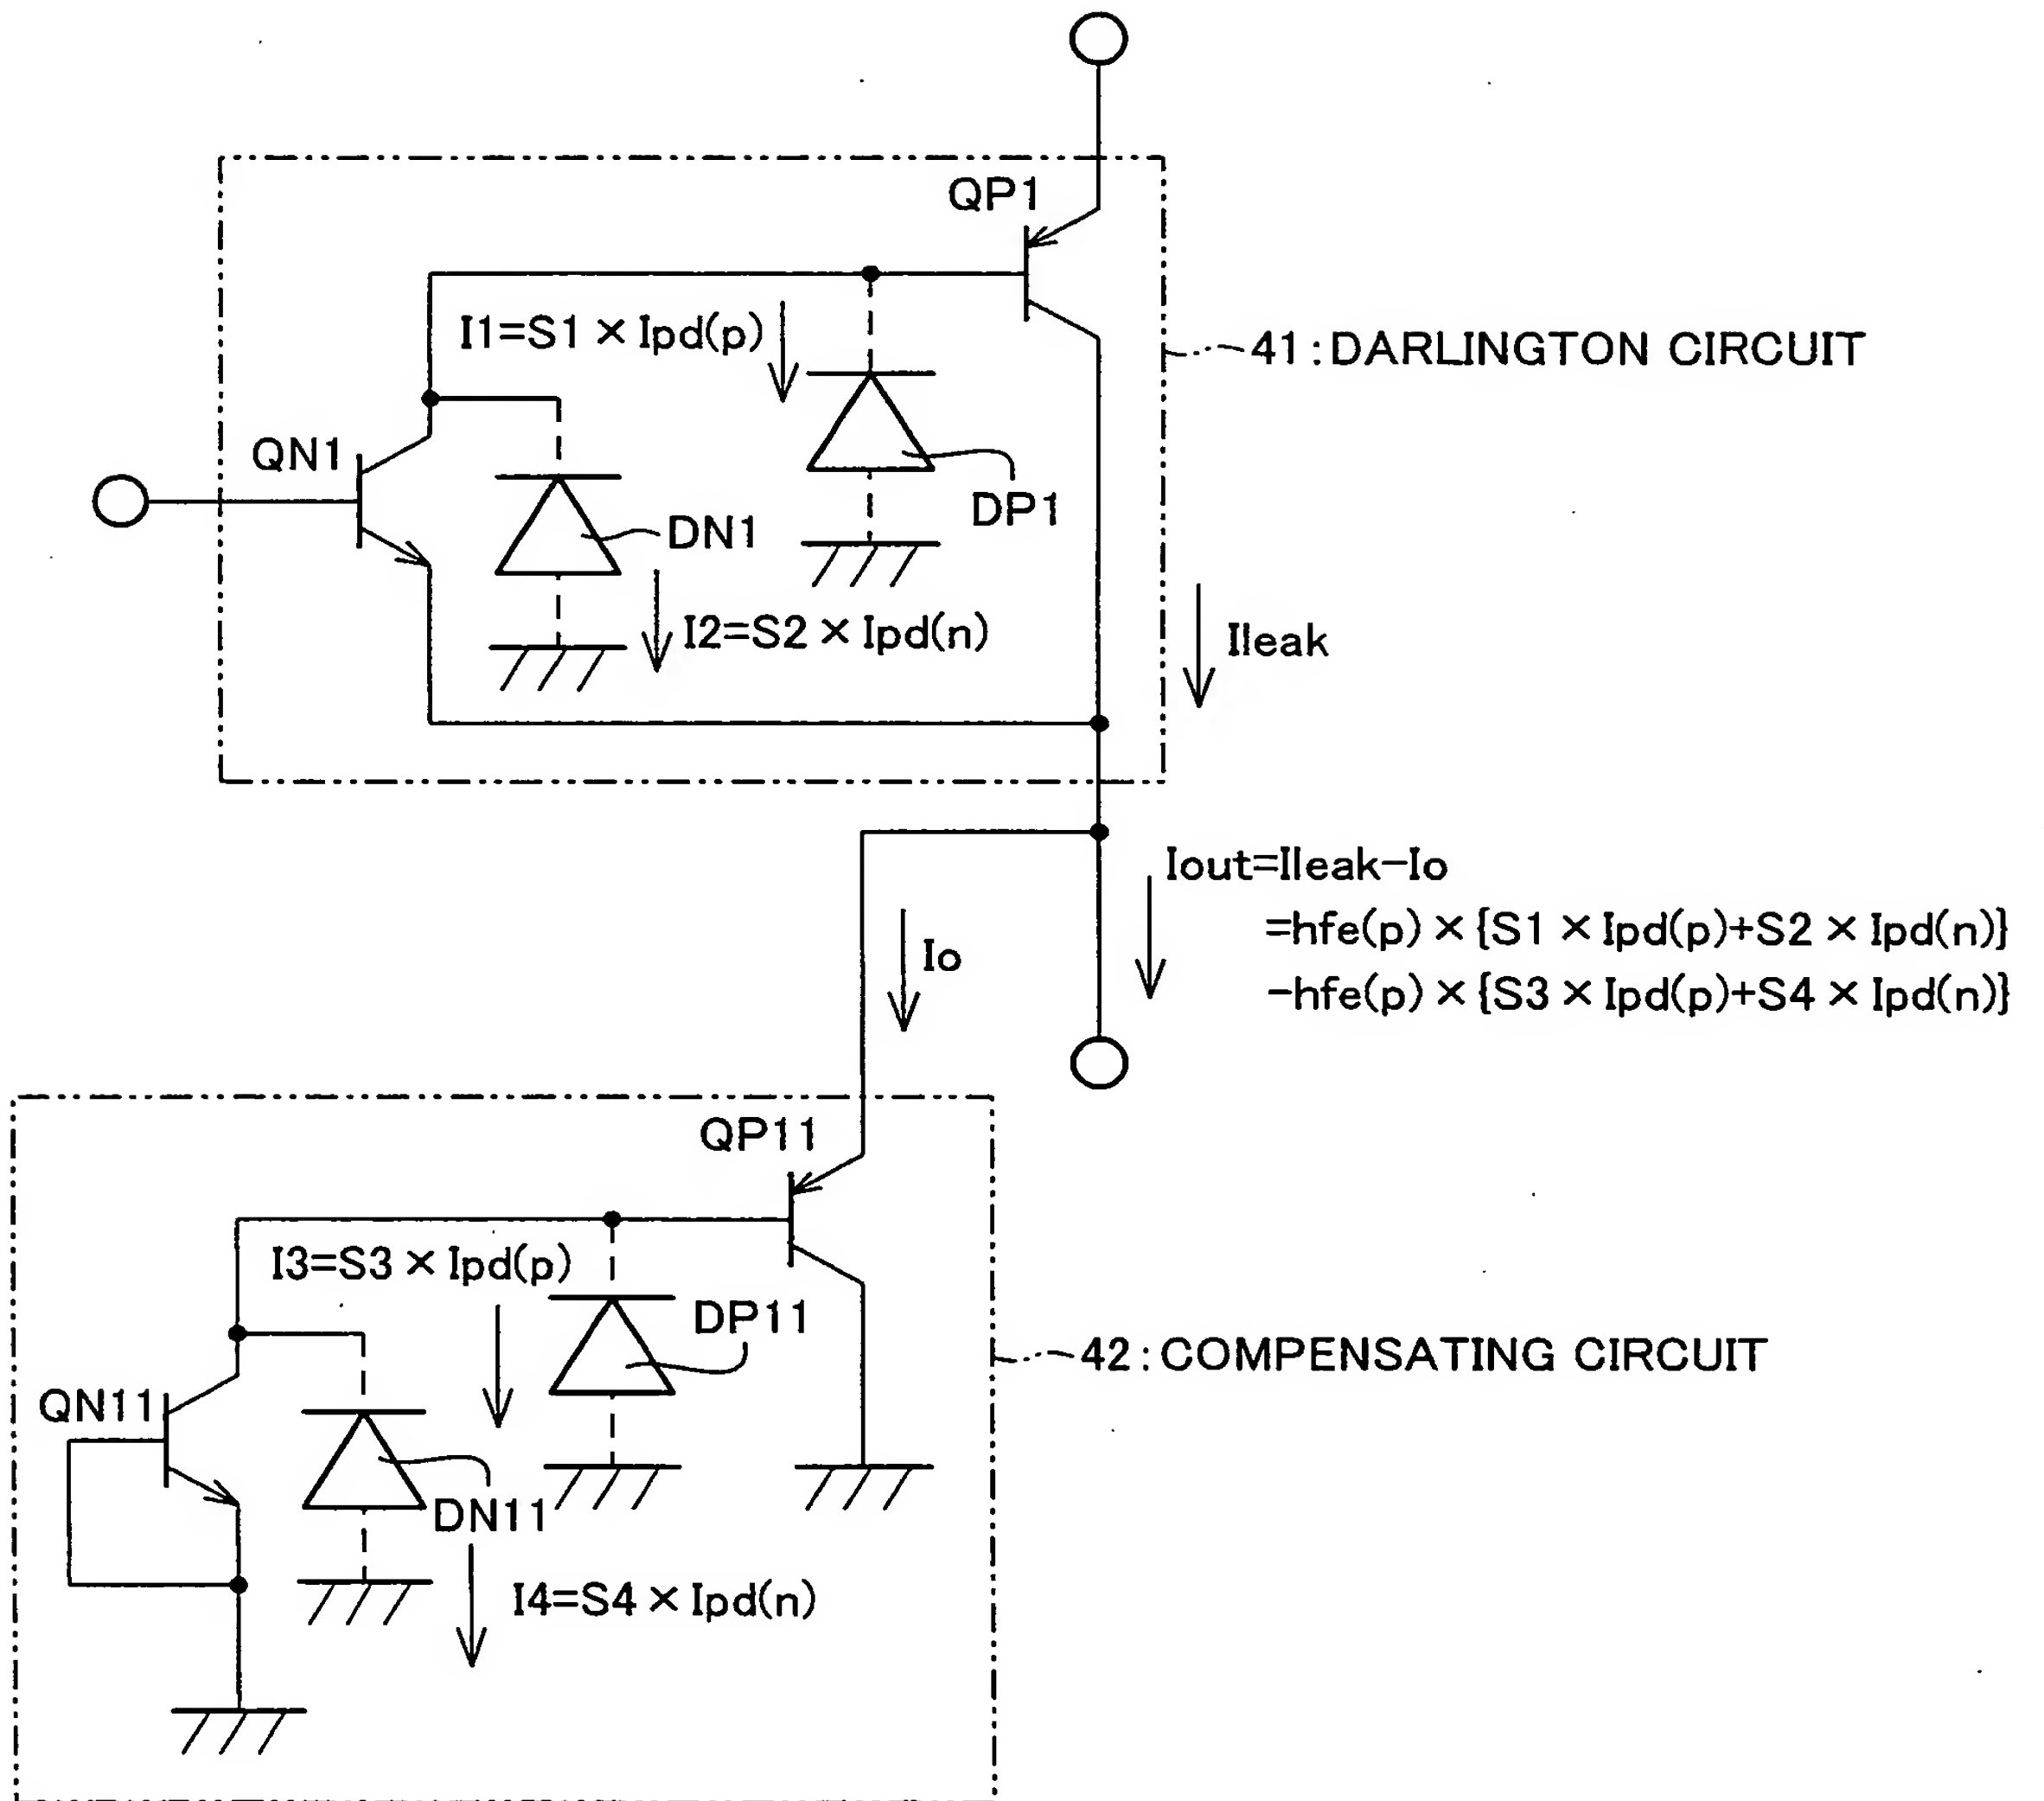 QP1
I1=S1×Ipd(p)
41:DARLINGTON CIRCUIT
QN1
DP1
DN1
I2=S2×Ipd(n)
Ileak
Iout=Ileak-Io
=hfe(p)×{S1×Ipd(p)+S2×Ipd(n)}
-hfe(p)×{S3×Ipd(p)+S4×Ipd(n)}
Io
QP11
I3=S3×Ipd(p)
DP11
42:COMPENSATING CIRCUIT
QN11
DN11
I4=S4×Ipd(n)